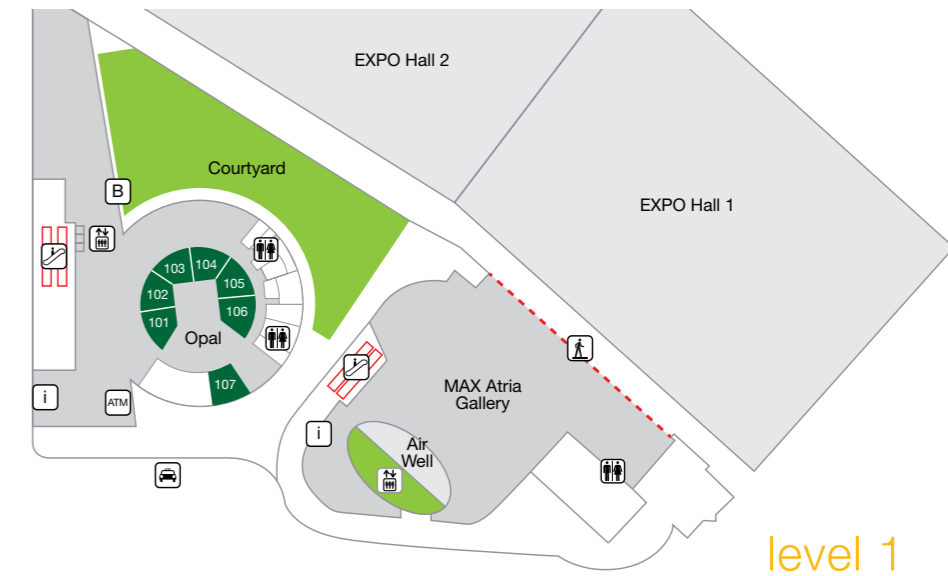 EXPO Hall 2
Courtyard
EXPO Hall 1
B
103
104
102
105
101
106
Opal
107
MAX Atria
Gallery
i
ATM
i
Air
Well
level 1